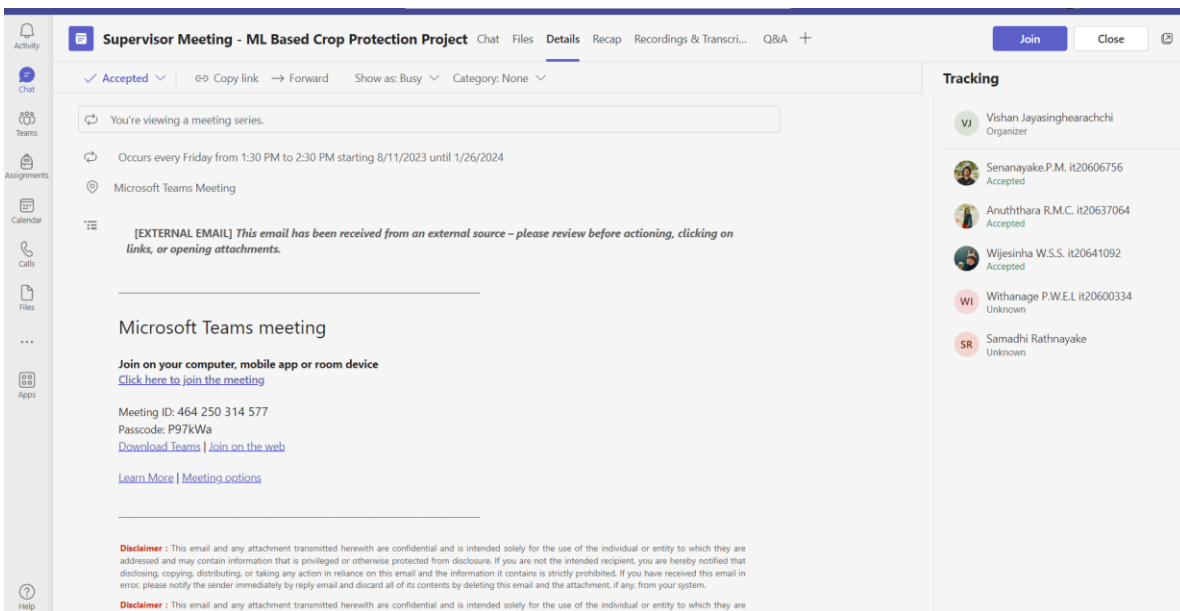 Activity
Chat
Teams
Assignments
Calendar
Calls
Files
...
Apps
Help
Supervisor Meeting - ML Based Crop Protection Project Chat Files Details Recap Recordings & Transcri... Q&A
Join Close
Accepted Copy link Forward Show as: Busy Category: None
You're viewing a meeting series.
Occurs every Friday from 1:30 PM to 2:30 PM starting 8/11/2023 until 1/26/2024
Microsoft Teams Meeting
[EXTERNAL EMAIL] This email has been received from an external source – please review before actioning, clicking on
links, or opening attachments.
Microsoft Teams meeting
Join on your computer, mobile app or room device
Click here to join the meeting
Meeting ID: 464 250 314 577
Passcode: P97kWa
Download Teams | Join on the web
Learn More | Meeting options
Disclaimer : This email and any attachment transmitted herewith are confidential and is intended solely for the use of the individual or entity to which they are
addressed and may contain information that is privileged or otherwise protected from disclosure. If you are not the intended recipient, you are hereby notified that
disclosing, copying, distributing, or taking any action in reliance on this email and the information it contains is strictly prohibited. If you have received this email in
error, please notify the sender immediately by reply email and discard all of its contents by deleting this email and the attachment, if any, from your system.
Disclaimer : This email and any attachment transmitted herewith are confidential and is intended solely for the use of the individual or entity to which they are
Tracking
VJ
Vishan Jayasinghearachchi
Organizer
Senanayake.P.M. it20606756
Accepted
Anuththara R.M.C. it20637064
Accepted
Wijesinha W.S.S. it20641092
Accepted
WI
Withanage P.W.E.L it20600334
Unknown
SR
Samadhi Rathnayake
Unknown